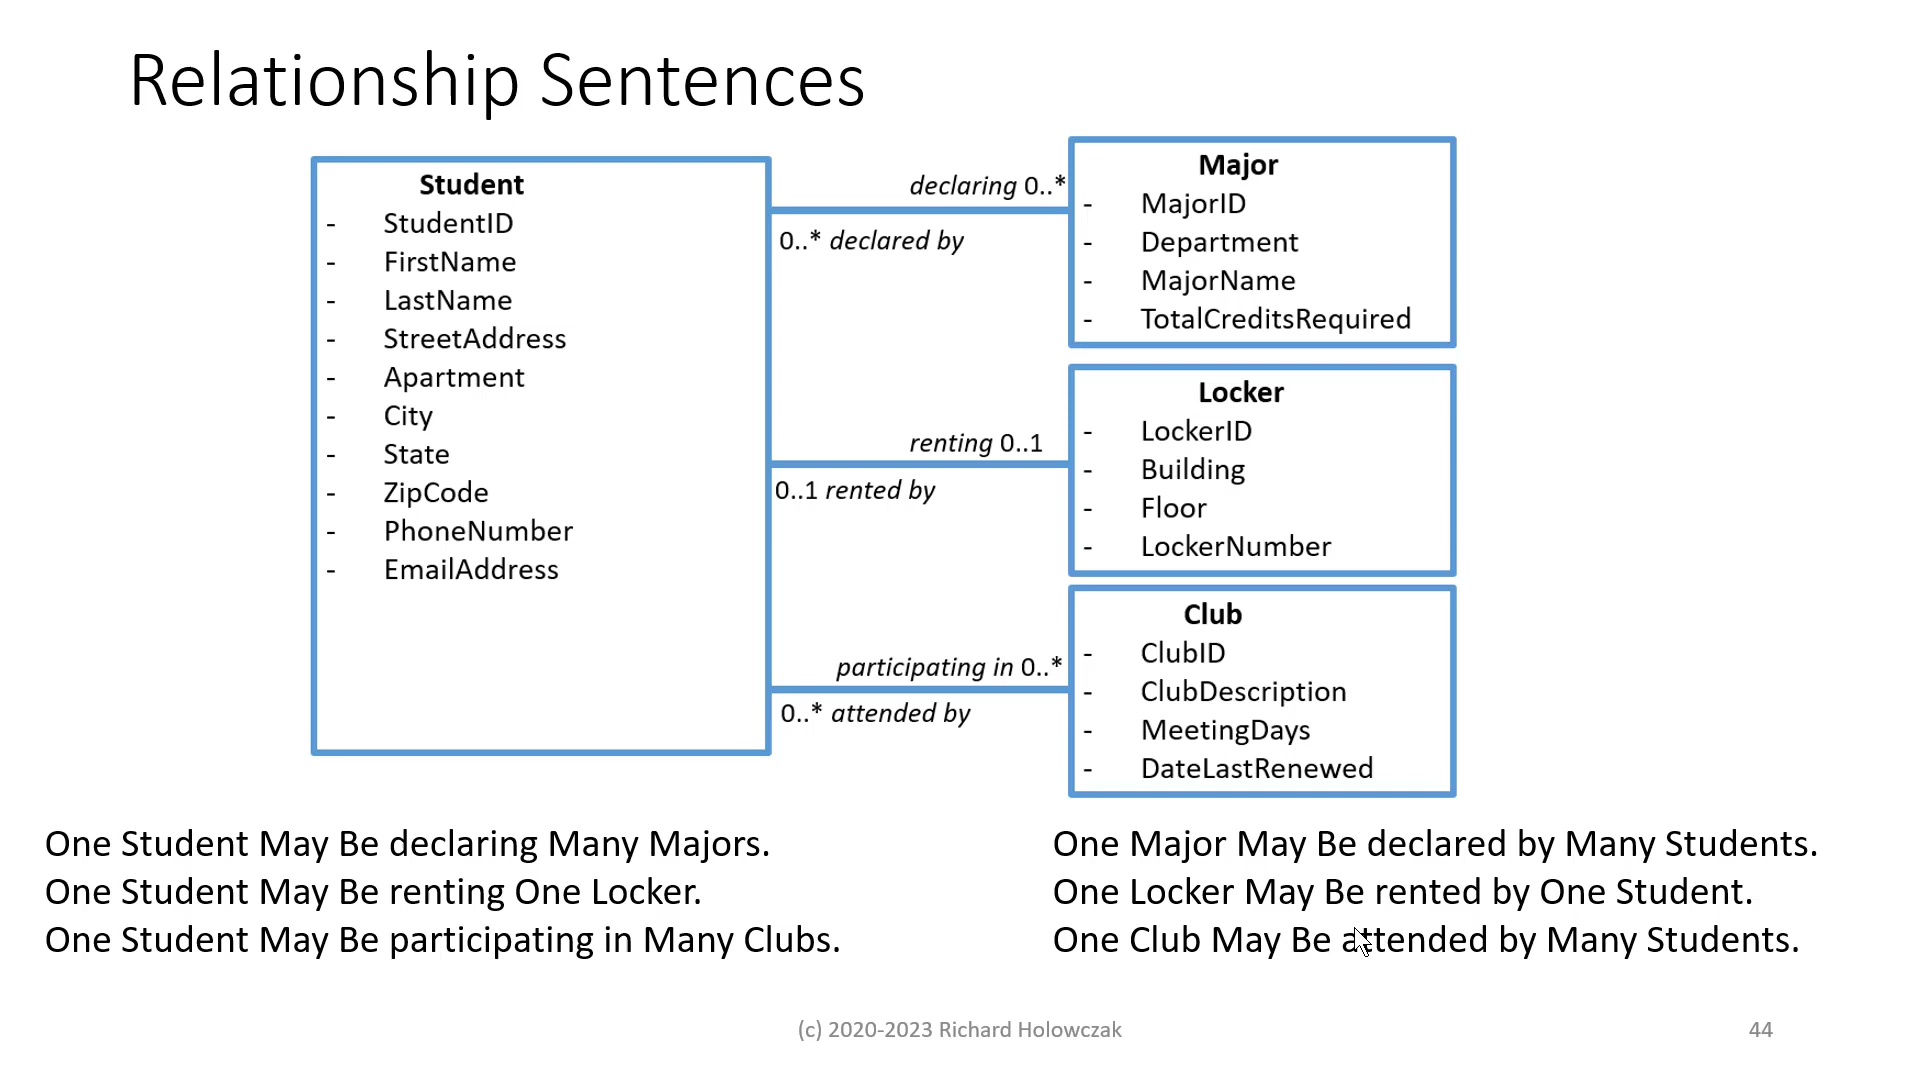 Relationship Sentences
Student
- StudentID
- FirstName
- LastName
- StreetAddress
- Apartment
- City
- State
- ZipCode
- PhoneNumber
- EmailAddress
declaring 0..*
0..* declared by
renting 0..1
0..1 rented by
participating in 0..*
0..* attended by
Major
- MajorID
- Department
- MajorName
- TotalCreditsRequired
Locker
- LockerID
- Building
- Floor
- LockerNumber
Club
- ClubID
- ClubDescription
- MeetingDays
- DateLastRenewed
One Student May Be declaring Many Majors.
One Student May Be renting One Locker.
One Student May Be participating in Many Clubs.
One Major May Be declared by Many Students.
One Locker May Be rented by One Student.
One Club May Be attended by Many Students.
(c) 2020-2023 Richard Holowczak
44